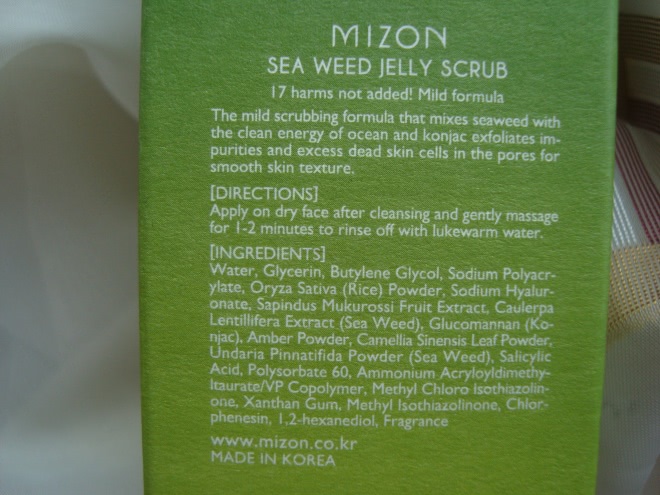 MIZON
SEA WEED JELLY SCRUB
17 harms not added! Mild formula
The mild scrubbing formula that mixes seaweed with
the clean energy of ocean and konjac exfoliates im-
purities and excess dead skin cells in the pores for
smooth skin texture.
[DIRECTIONS]
Apply on dry face after cleansing and gently massage
for 1-2 minutes to rinse off with lukewarm water.
[INGREDIENTS]
Water, Glycerin, Butylene Glycol, Sodium Polyacr-
ylate, Oryza Sativa (Rice) Powder, Sodium Hyalur-
onate, Sapindus Mukurossi Fruit Extract, Caulerpa
Lentillifera Extract (Sea Weed), Glucomannan (Ko-
njac), Amber Powder, Camellia Sinensis Leaf Powder,
Undaria Pinnatifida Powder (Sea Weed), Salicylic
Acid, Polysorbate 60, Ammonium Acryloyldimethy-
ltaurate/VP Copolymer, Methyl Chloro Isothiazolin-
one, Xanthan Gum, Methyl Isothiazolinone, Chlor-
phenesin, 1,2-hexanediol, Fragrance
www.mizon.co.kr
MADE IN KOREA